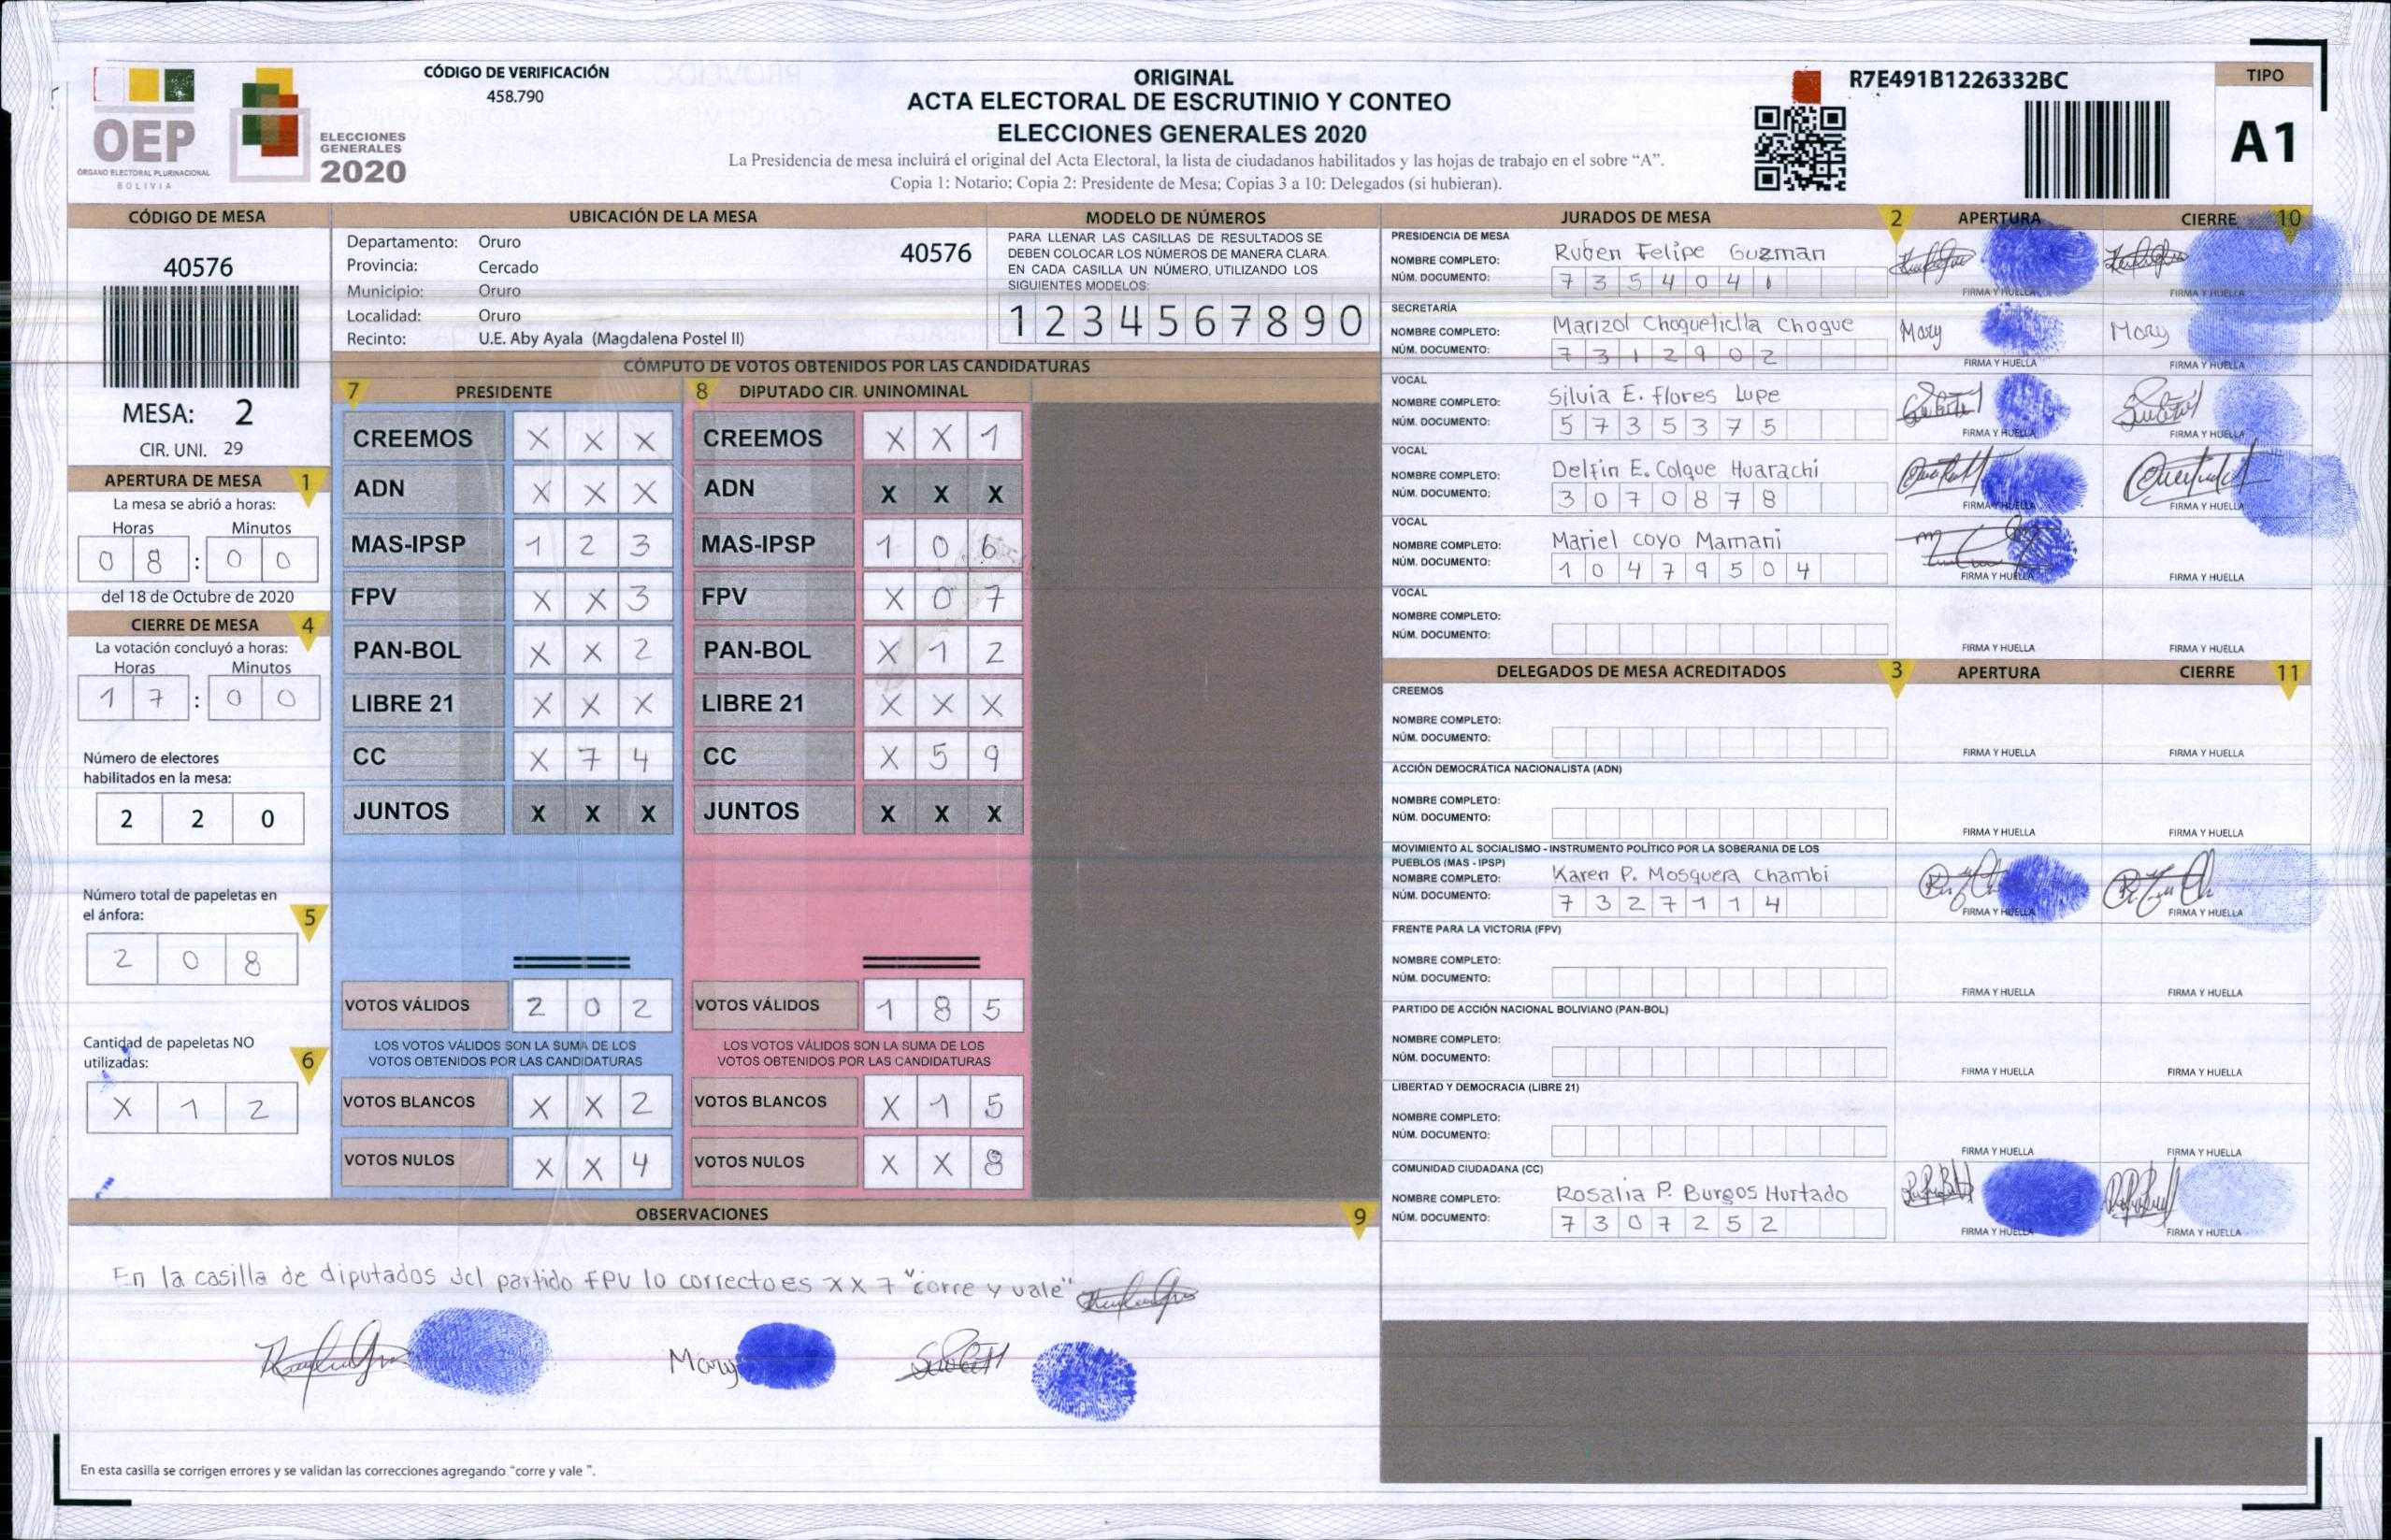 OEP
ÓRGANO ELECTORAL PLURINACIONAL
BOLIVIA
ELECCIONES
GENERALES
2020
CÓDIGO DE VERIFICACIÓN
458.790
ORIGINAL
ACTA ELECTORAL DE ESCRUTINIO Y CONTEO
ELECCIONES GENERALES 2020
La Presidencia de mesa incluirá el original del Acta Electoral, la lista de ciudadanos habilitados y las hojas de trabajo en el sobre “A”.
Copia 1: Notario; Copia 2: Presidente de Mesa; Copias 3 a 10: Delegados (si hubieran).
R7E491B1226332BC
TIPO
A1
CÓDIGO DE MESA
40576
MESA: 2
CIR. UNI. 29
APERTURA DE MESA 1
La mesa se abrió a horas:
Horas Minutos
0 8 : 0 0
del 18 de Octubre de 2020
CIERRE DE MESA 4
La votación concluyó a horas:
Horas Minutos
1 7 : 0 0
Número de electores
habilitados en la mesa:
2 2 0
Número total de papeletas en
el ánfora: 5
2 0 8
Cantidad de papeletas NO
utilizadas: 6
X 1 2
UBICACIÓN DE LA MESA
Departamento: Oruro 40576
Provincia: Cercado
Municipio: Oruro
Localidad: Oruro
Recinto: U.E. Aby Ayala (Magdalena Postel II)
MODELO DE NÚMEROS
PARA LLENAR LAS CASILLAS DE RESULTADOS SE
DEBEN COLOCAR LOS NÚMEROS DE MANERA CLARA.
EN CADA CASILLA UN NÚMERO, UTILIZANDO LOS
SIGUIENTES MODELOS:
1 2 3 4 5 6 7 8 9 0
CÓMPUTO DE VOTOS OBTENIDOS POR LAS CANDIDATURAS
7 PRESIDENTE 8 DIPUTADO CIR. UNINOMINAL
CREEMOS X X X CREEMOS X X 1
ADN X X X ADN X X X
MAS-IPSP 1 2 3 MAS-IPSP 1 0 6
FPV X X 3 FPV X 0 7
PAN-BOL X X 2 PAN-BOL X 1 2
LIBRE 21 X X X LIBRE 21 X X X
CC X 7 4 CC X 5 9
JUNTOS X X X JUNTOS X X X
VOTOS VÁLIDOS 2 0 2 VOTOS VÁLIDOS 1 8 5
LOS VOTOS VÁLIDOS SON LA SUMA DE LOS LOS VOTOS VÁLIDOS SON LA SUMA DE LOS
VOTOS OBTENIDOS POR LAS CANDIDATURAS VOTOS OBTENIDOS POR LAS CANDIDATURAS
VOTOS BLANCOS X X 2 VOTOS BLANCOS X 1 5
VOTOS NULOS X X 4 VOTOS NULOS X X 8
OBSERVACIONES 9
En la casilla de diputados del partido FPV lo correcto es X X 7 "corre y vale"
Mary
En esta casilla se corrigen errores y se validan las correcciones agregando “corre y vale ”.
JURADOS DE MESA 2 APERTURA CIERRE 10
PRESIDENCIA DE MESA
NOMBRE COMPLETO: Ruben Felipe Guzman
NÚM. DOCUMENTO: 7 3 5 4 0 4 1
FIRMA Y HUELLA FIRMA Y HUELLA
SECRETARÍA
NOMBRE COMPLETO: Marizol Choqueticlla Choque Mary Mary
NÚM. DOCUMENTO: 7 3 1 2 9 0 2
FIRMA Y HUELLA FIRMA Y HUELLA
VOCAL
NOMBRE COMPLETO: Silvia E. flores Lupe
NÚM. DOCUMENTO: 5 7 3 5 3 7 5
FIRMA Y HUELLA FIRMA Y HUELLA
VOCAL
NOMBRE COMPLETO: Delfin E. Colque Huarachi
NÚM. DOCUMENTO: 3 0 7 0 8 7 8
FIRMA Y HUELLA FIRMA Y HUELLA
VOCAL
NOMBRE COMPLETO: Mariel Coyo Mamani
NÚM. DOCUMENTO: 1 0 4 7 9 5 0 4
FIRMA Y HUELLA FIRMA Y HUELLA
VOCAL
NOMBRE COMPLETO:
NÚM. DOCUMENTO:
FIRMA Y HUELLA FIRMA Y HUELLA
DELEGADOS DE MESA ACREDITADOS 3 APERTURA CIERRE 11
CREEMOS
NOMBRE COMPLETO:
NÚM. DOCUMENTO:
FIRMA Y HUELLA FIRMA Y HUELLA
ACCIÓN DEMOCRÁTICA NACIONALISTA (ADN)
NOMBRE COMPLETO:
NÚM. DOCUMENTO:
FIRMA Y HUELLA FIRMA Y HUELLA
MOVIMIENTO AL SOCIALISMO - INSTRUMENTO POLÍTICO POR LA SOBERANIA DE LOS
PUEBLOS (MAS - IPSP)
NOMBRE COMPLETO: Karen P. Mosquera Chambi
NÚM. DOCUMENTO: 7 3 2 7 1 1 4
FIRMA Y HUELLA FIRMA Y HUELLA
FRENTE PARA LA VICTORIA (FPV)
NOMBRE COMPLETO:
NÚM. DOCUMENTO:
FIRMA Y HUELLA FIRMA Y HUELLA
PARTIDO DE ACCIÓN NACIONAL BOLIVIANO (PAN-BOL)
NOMBRE COMPLETO:
NÚM. DOCUMENTO:
FIRMA Y HUELLA FIRMA Y HUELLA
LIBERTAD Y DEMOCRACIA (LIBRE 21)
NOMBRE COMPLETO:
NÚM. DOCUMENTO:
FIRMA Y HUELLA FIRMA Y HUELLA
COMUNIDAD CIUDADANA (CC)
NOMBRE COMPLETO: Rosalia P. Burgos Hurtado
NÚM. DOCUMENTO: 7 3 0 7 2 5 2
FIRMA Y HUELLA FIRMA Y HUELLA